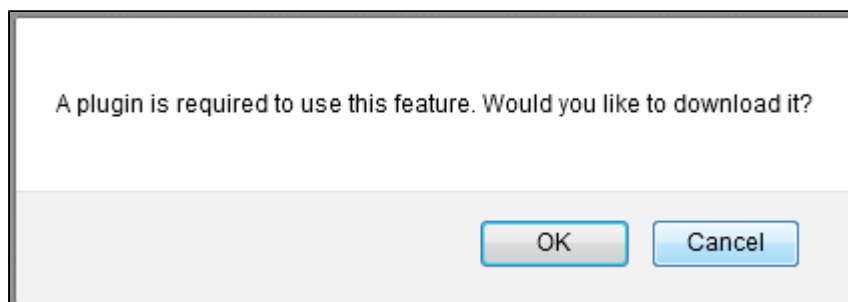 A plugin is required to use this feature. Would you like to download it?
OK
Cancel